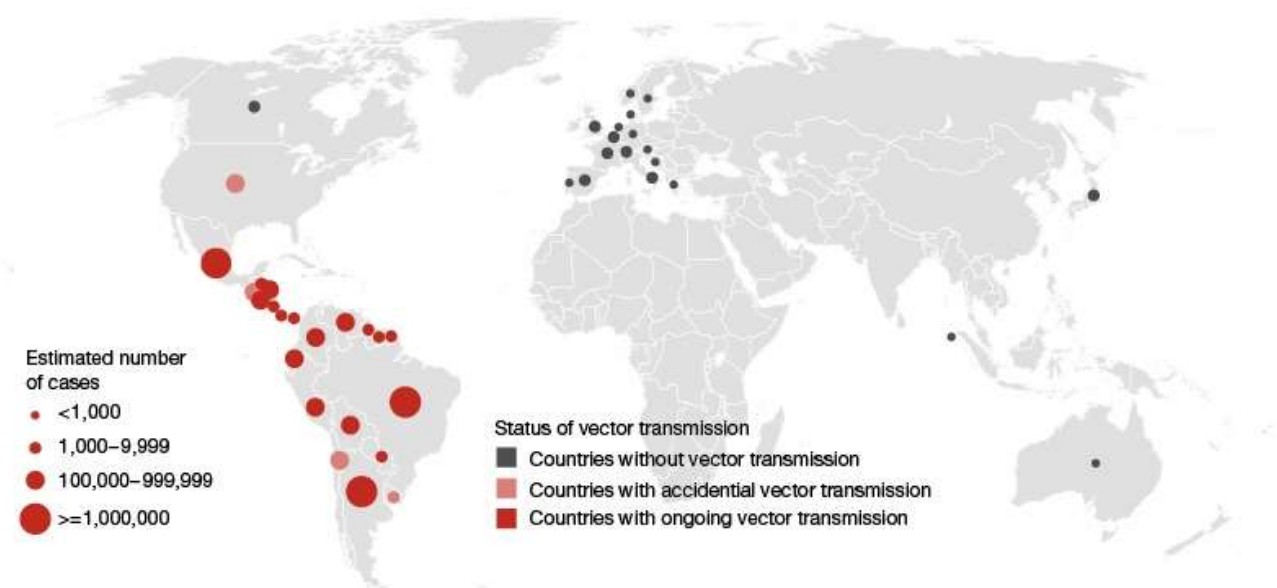 Estimated number
of cases
<1,000
1,000–9,999
100,000–999,999
>=1,000,000
Status of vector transmission
Countries without vector transmission
Countries with accidential vector transmission
Countries with ongoing vector transmission